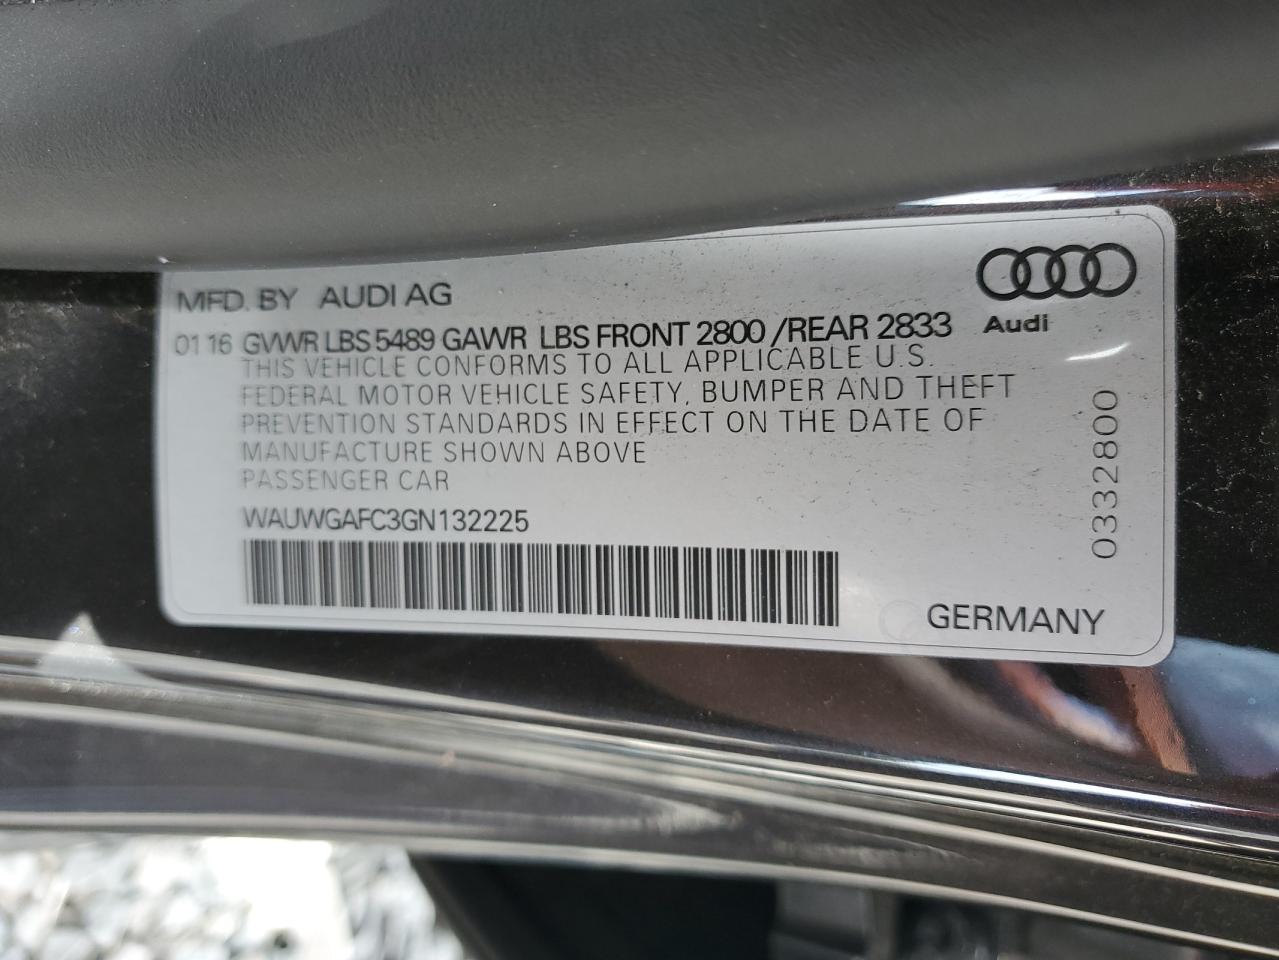 MFD. BY AUDI AG
01 16 GVWR LBS 5489 GAWR LBS FRONT 2800 /REAR 2833
Audi
THIS VEHICLE CONFORMS TO ALL APPLICABLE U.S.
FEDERAL MOTOR VEHICLE SAFETY, BUMPER AND THEFT
PREVENTION STANDARDS IN EFFECT ON THE DATE OF
MANUFACTURE SHOWN ABOVE
PASSENGER CAR
WAUWGAFC3GN132225
0332800
GERMANY